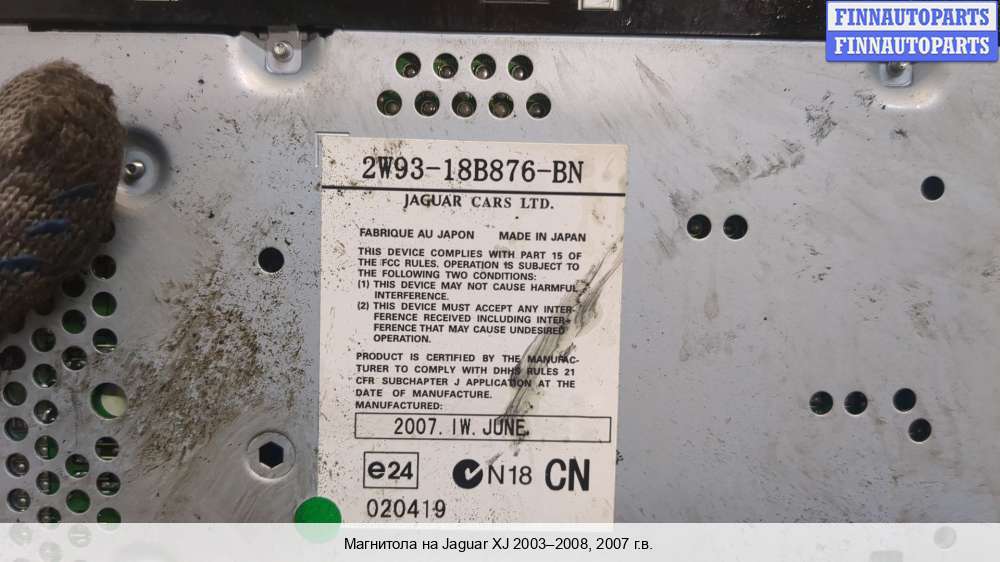 FINNAUTOPARTS
FINNAUTOPARTS
2W93-18B876-BN
JAGUAR CARS LTD.
FABRIQUE AU JAPON MADE IN JAPAN
THIS DEVICE COMPLIES WITH PART 15 OF
THE FCC RULES. OPERATION IS SUBJECT TO
THE FOLLOWING TWO CONDITIONS:
(1) THIS DEVICE MAY NOT CAUSE HARMFUL
INTERFERENCE.
(2) THIS DEVICE MUST ACCEPT ANY INTER-
FERENCE RECEIVED INCLUDING INTER-
FERENCE THAT MAY CAUSE UNDESIRED
OPERATION.
PRODUCT IS CERTIFIED BY THE MANUFAC-
TURER TO COMPLY WITH DHHS RULES 21
CFR SUBCHAPTER J APPLICATION AT THE
DATE OF MANUFACTURE.
MANUFACTURED:
2007. 1W. JUNE.
e24 N18 CN
020419
Магнитола на Jaguar XJ 2003–2008, 2007 г.в.